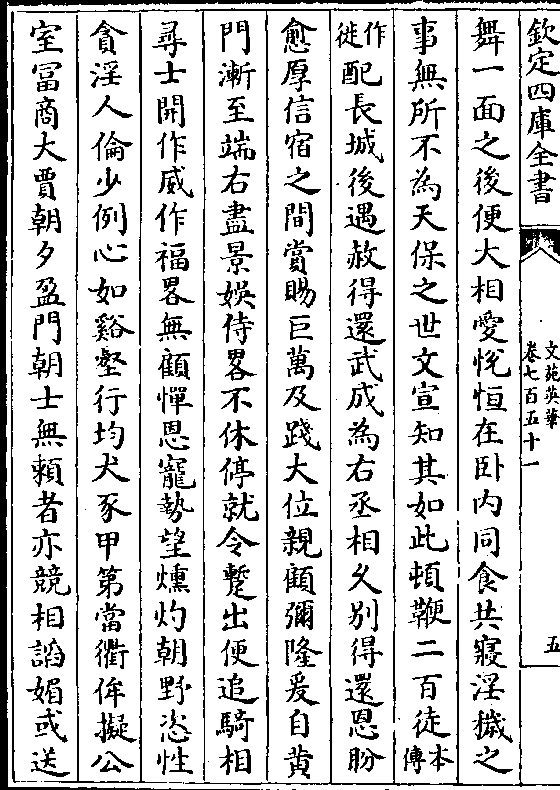 欽定四庫全書
文苑英華
卷七百五十一
五
舞一面之後便大相愛恱恒在卧内同食共寢淫穢之
事無所不為天保之世文宣知其如此頓鞭二百徒本傳
作徙配長城後遇赦得還武成為右丞相乆别得還恩盼
愈厚信宿之間賞賜巨萬及踐大位親顧彌隆爰自黄
門漸至端右盡景娛侍畧不休停就令蹔出便追騎相
尋士開作威作福畧無顧憚恩寵勢望燻灼朝野恣性
貪淫人倫少例心如谿壑行均犬豕甲第當衢侔擬公
室冨商大賈朝夕盈門朝士無頼者亦競相謟媚或送